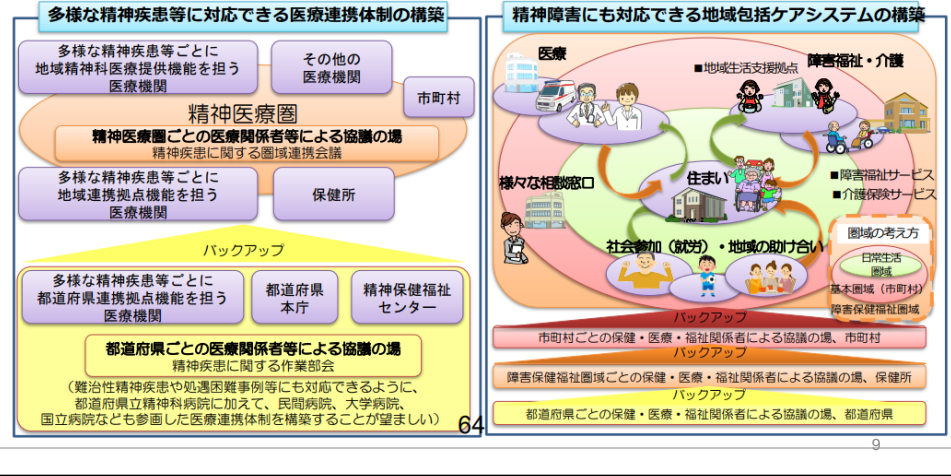 多様な精神疾患等に対応できる医療連携体制の構築
多様な精神疾患等ごとに
地域精神科医療提供機能を担う
医療機関
その他の
医療機関
市町村
精神医療圏
精神医療圏ごとの医療関係者等による協議の場
精神疾患に関する圏域連携会議
多様な精神疾患等ごとに
地域連携拠点機能を担う
医療機関
保健所
バックアップ
多様な精神疾患等ごとに
都道府県連携拠点機能を担う
医療機関
都道府県
本庁
精神保健福祉
センター
都道府県ごとの医療関係者等による協議の場
精神疾患に関する作業部会
(難治性精神疾患や処遇困難事例等にも対応できるように、
都道府県立精神科病院に加えて、民間病院、大学病院、
国立病院なども参画した医療連携体制を構築することが望ましい)
64
精神障害にも対応できる地域包括ケアシステムの構築
医療
■地域生活支援拠点
障害福祉・介護
様々な相談窓口
住まい
■障害福祉サービス
■介護保険サービス
社会参加(就労)・地域の助け合い
圏域の考え方
日常生活
圏域
基本圏域(市町村)
障害保健福祉圏域
バックアップ
市町村ごとの保健・医療・福祉関係者による協議の場、市町村
バックアップ
障害保健福祉圏域ごとの保健・医療・福祉関係者による協議の場、保健所
バックアップ
都道府県ごとの保健・医療・福祉関係者による協議の場、都道府県
9